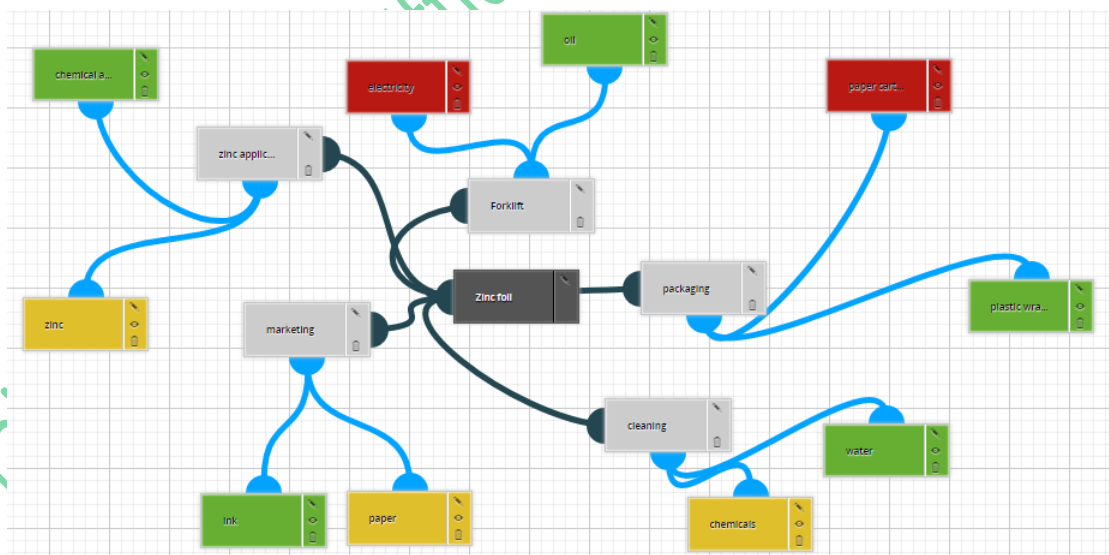 oil
chemical a...
electricity
paper cart...
zinc applic...
Forklift
packaging
Zinc foil
plastic wra...
zinc
marketing
cleaning
water
ink
paper
chemicals